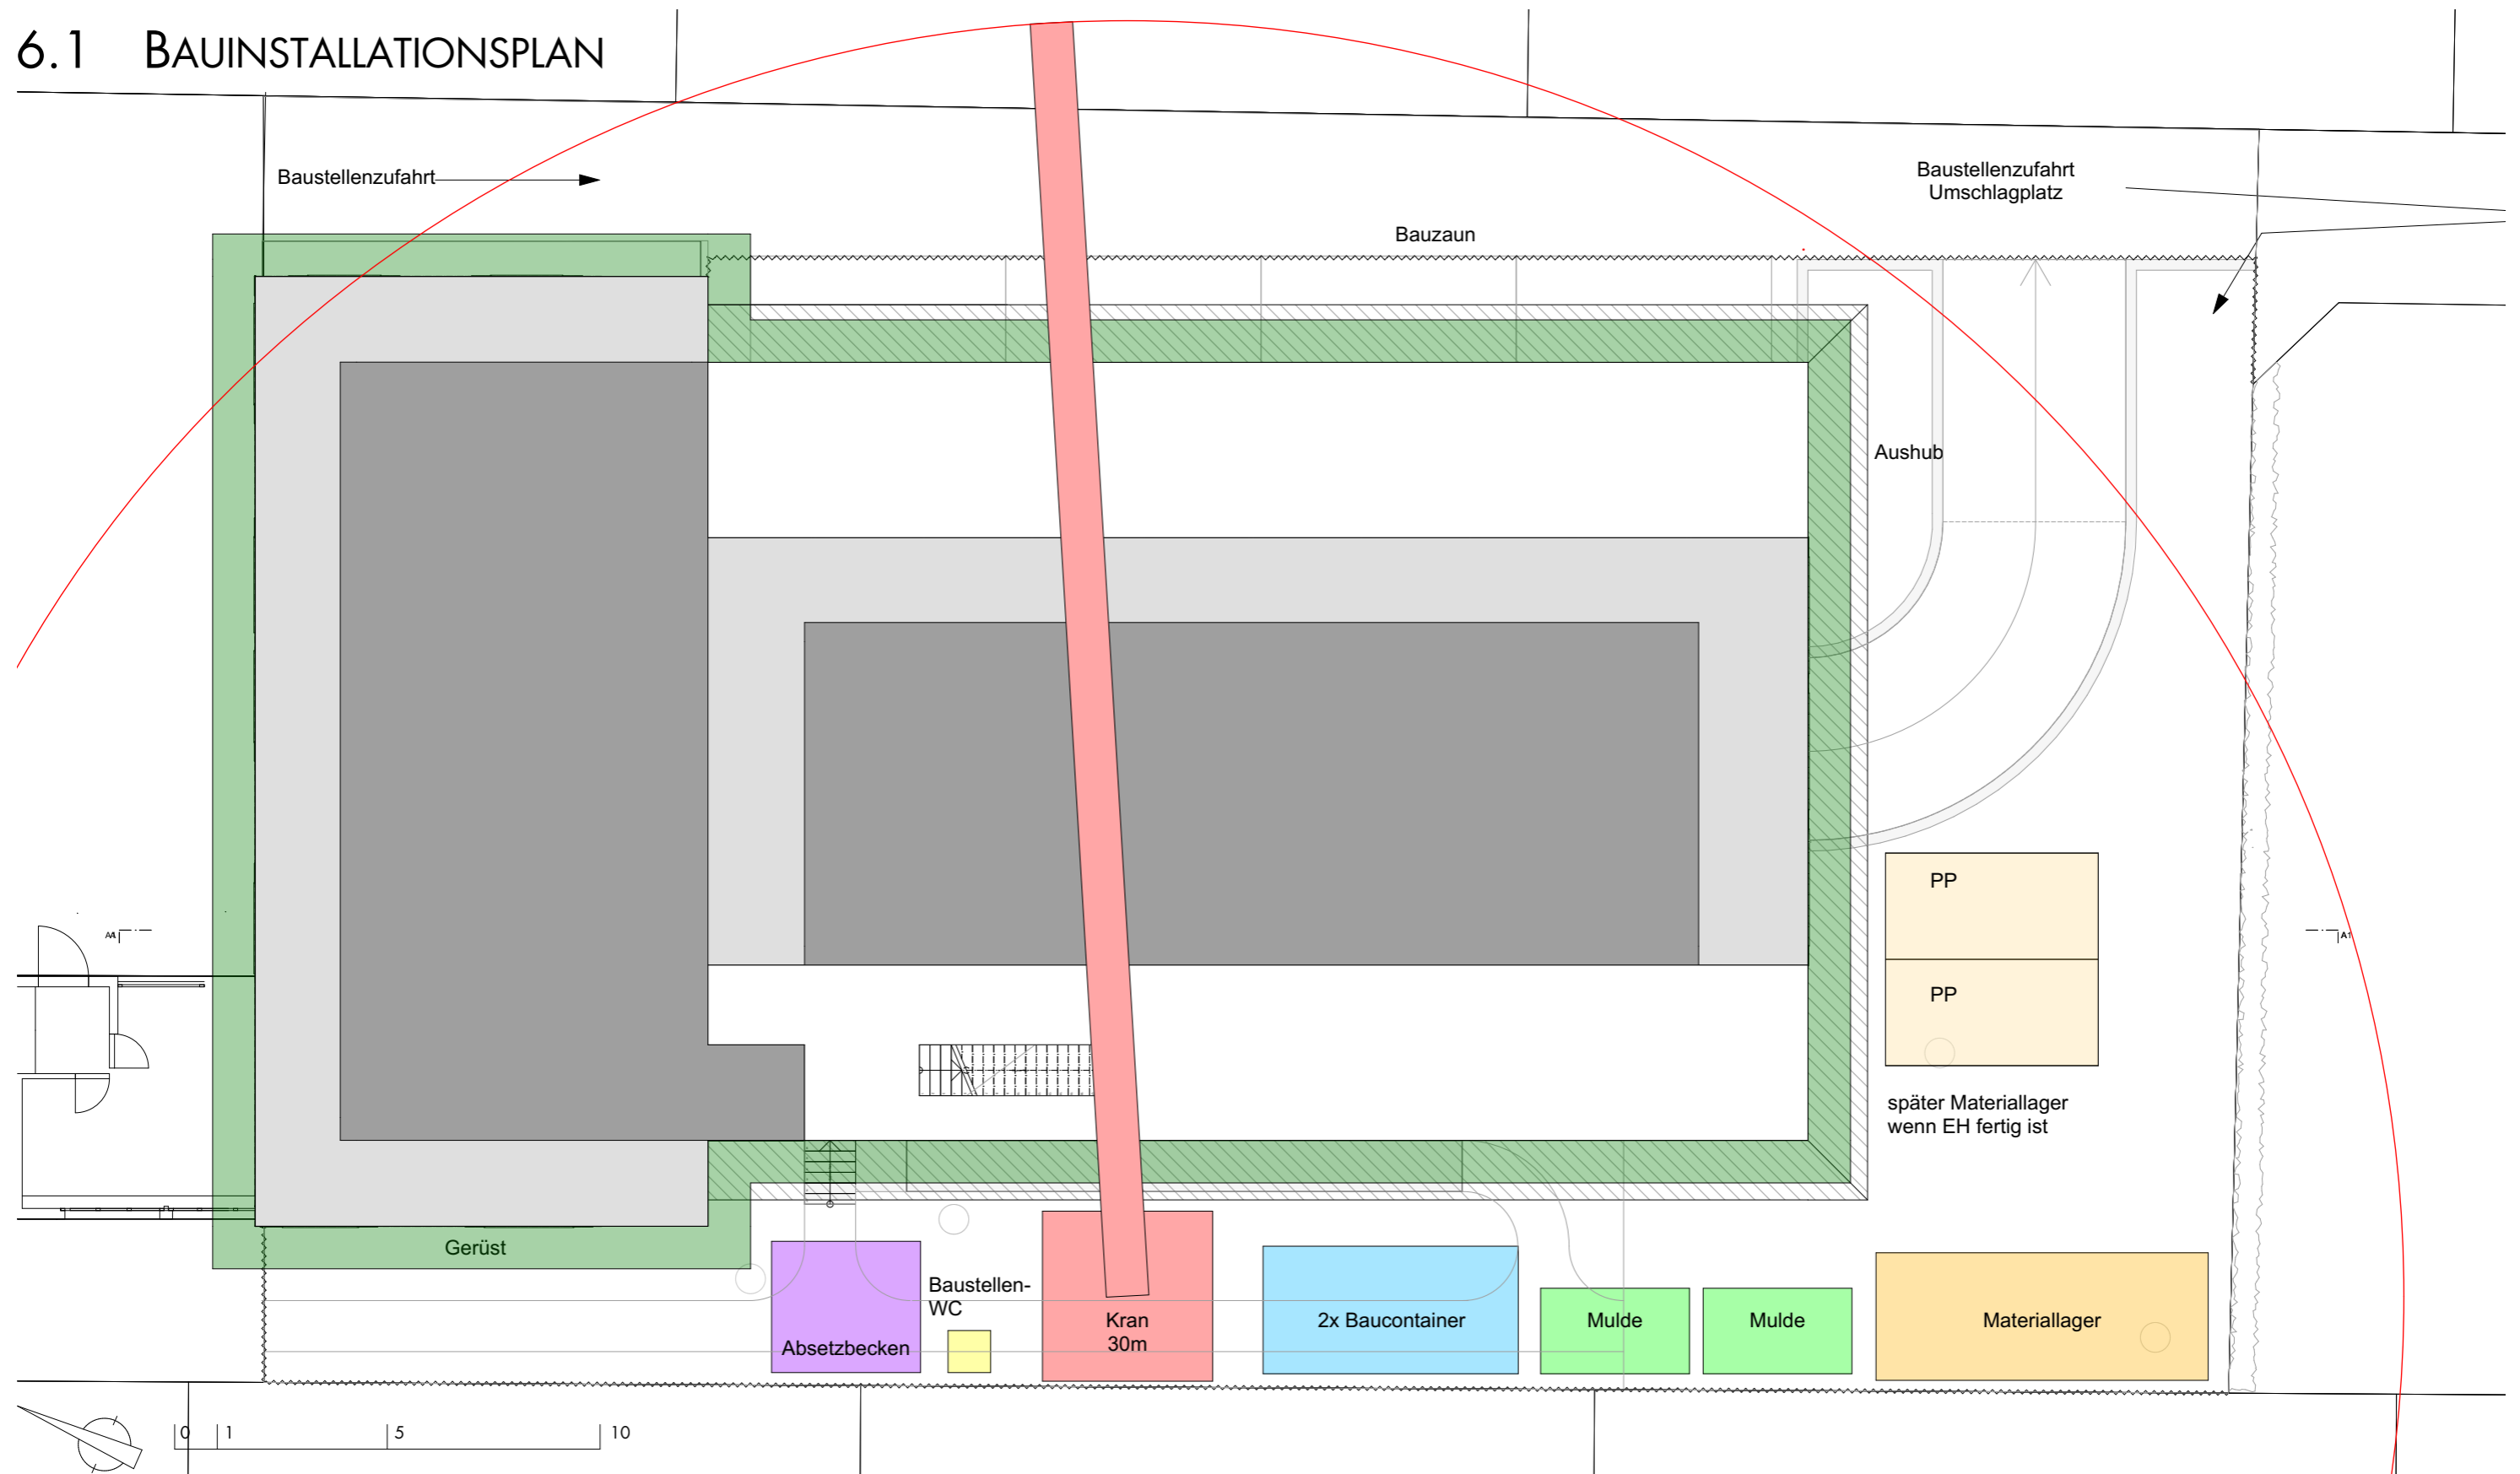 6.1 BAUINSTALLATIONSPLAN
Baustellenzufahrt
Baustellenzufahrt
Umschlagplatz
Bauzaun
Aushub
PP
PP
A1
später Materiallager
wenn EH fertig ist
Gerüst
Baustellen-
WC
Absetzbecken
Kran
30m
2x Baucontainer
Mulde
Mulde
Materiallager
0 1 5 10